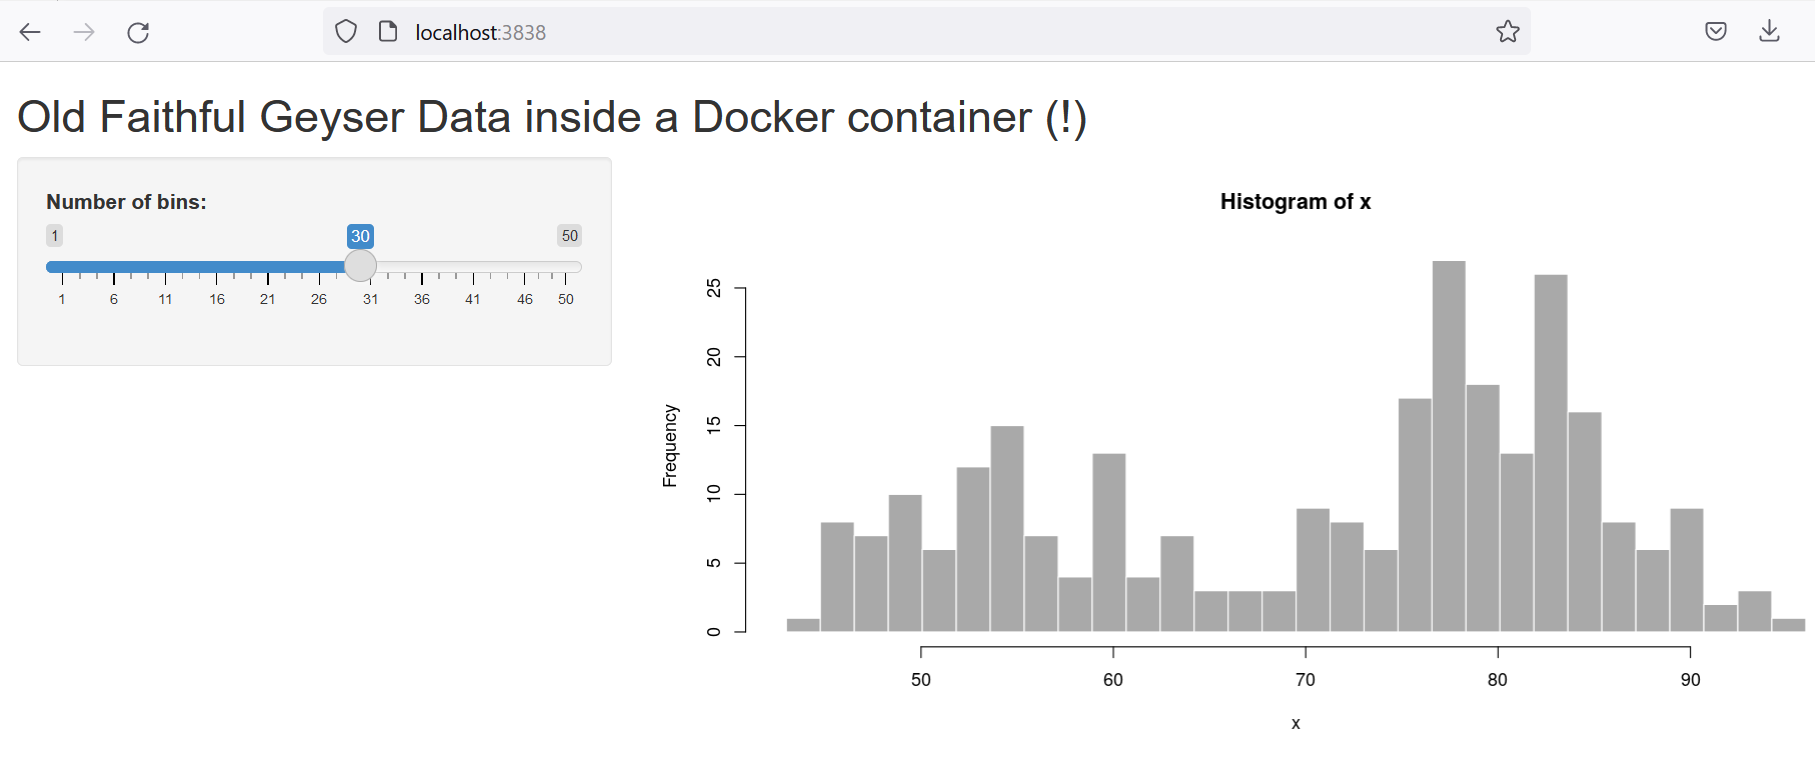 localhost:3838
Old Faithful Geyser Data inside a Docker container (!)
Number of bins:
1 30 50
1 6 11 16 21 26 31 36 41 46 50
Histogram of x
Frequency
25
20
15
10
5
0
50 60 70 80 90
x